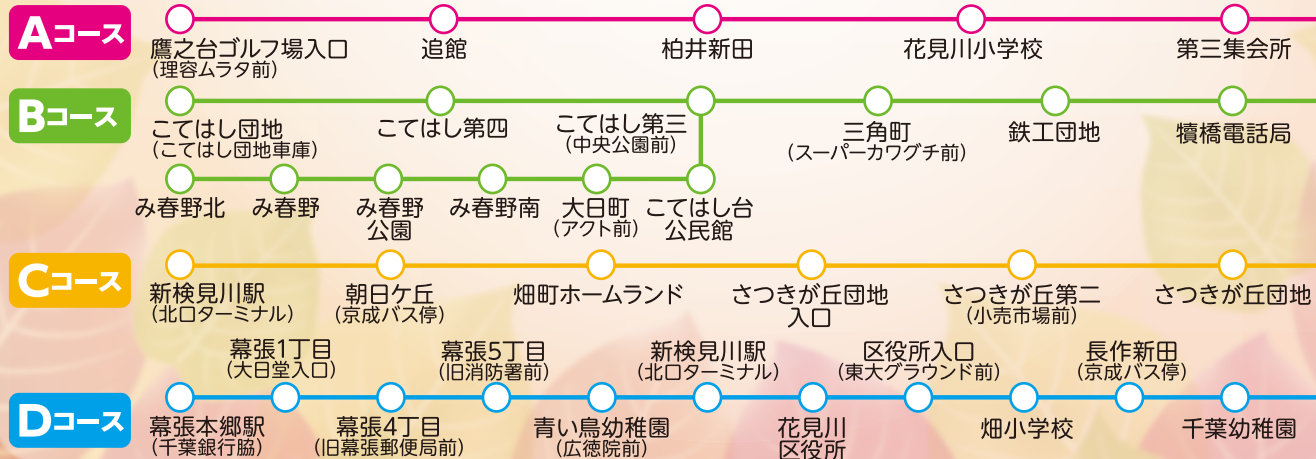 Aコース
鷹之台ゴルフ場入口
(理容ムラタ前)
追館
柏井新田
花見川小学校
第三集会所
Bコース
こてはし団地
(こてはし団地車庫)
こてはし第四
こてはし第三
(中央公園前)
三角町
(スーパーカワグチ前)
鉄工団地
犢橋電話局
み春野北
み春野
み春野
公園
み春野南
大日町
(アクト前)
こてはし台
公民館
Cコース
新検見川駅
(北口ターミナル)
朝日ケ丘
(京成バス停)
畑町ホームランド
さつきが丘団地
入口
さつきが丘第二
(小売市場前)
さつきが丘団地
Dコース
幕張本郷駅
(千葉銀行脇)
幕張1丁目
(大日堂入口)
幕張4丁目
(旧幕張郵便局前)
幕張5丁目
(旧消防署前)
青い鳥幼稚園
(広徳院前)
新検見川駅
(北口ターミナル)
花見川
区役所
区役所入口
(東大グラウンド前)
畑小学校
長作新田
(京成バス停)
千葉幼稚園